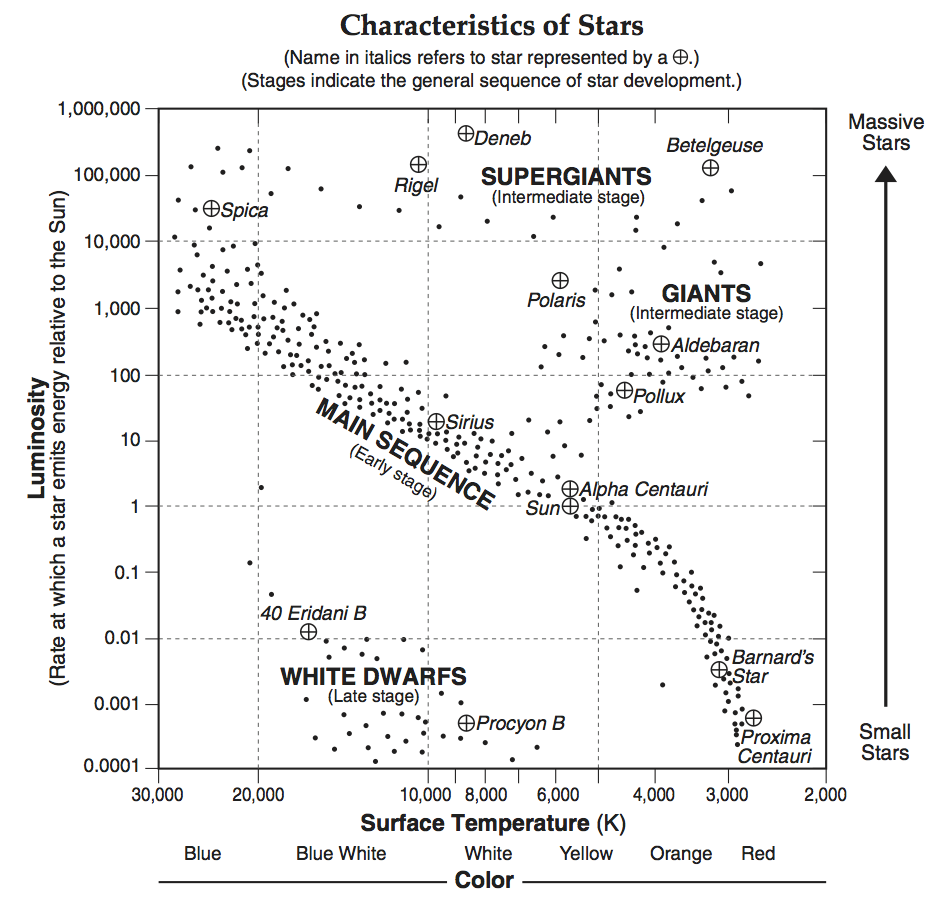 Characteristics of Stars
(Name in italics refers to star represented by a ⊕.)
(Stages indicate the general sequence of star development.)
Luminosity
(Rate at which a star emits energy relative to the Sun)
1,000,000
100,000
10,000
1,000
100
10
1
0.1
0.01
0.001
0.0001
Deneb
Betelgeuse
Rigel
SUPERGIANTS
(Intermediate stage)
Spica
Polaris
GIANTS
(Intermediate stage)
Aldebaran
Pollux
MAIN SEQUENCE
(Early stage)
Sirius
Alpha Centauri
Sun
40 Eridani B
WHITE DWARFS
(Late stage)
Procyon B
Barnard's
Star
Proxima
Centauri
Massive
Stars
Small
Stars
30,000 20,000 10,000 8,000 6,000 4,000 3,000 2,000
Surface Temperature (K)
Blue Blue White White Yellow Orange Red
Color